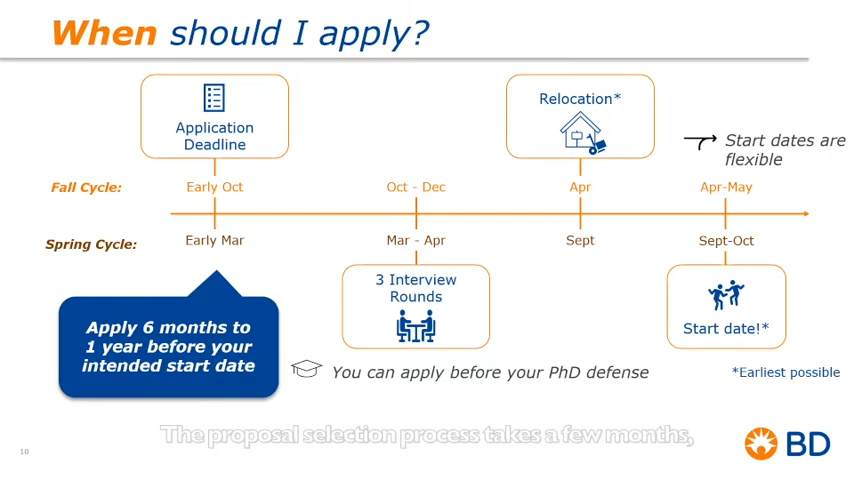 When should I apply?
Application
Deadline
Relocation*
Start dates are
flexible
Fall Cycle:
Early Oct
Oct - Dec
Apr
Apr-May
Spring Cycle:
Early Mar
Mar - Apr
Sept
Sept-Oct
3 Interview
Rounds
Start date!*
Apply 6 months to
1 year before your
intended start date
You can apply before your PhD defense
*Earliest possible
The proposal selection process takes a few months,
10
BD